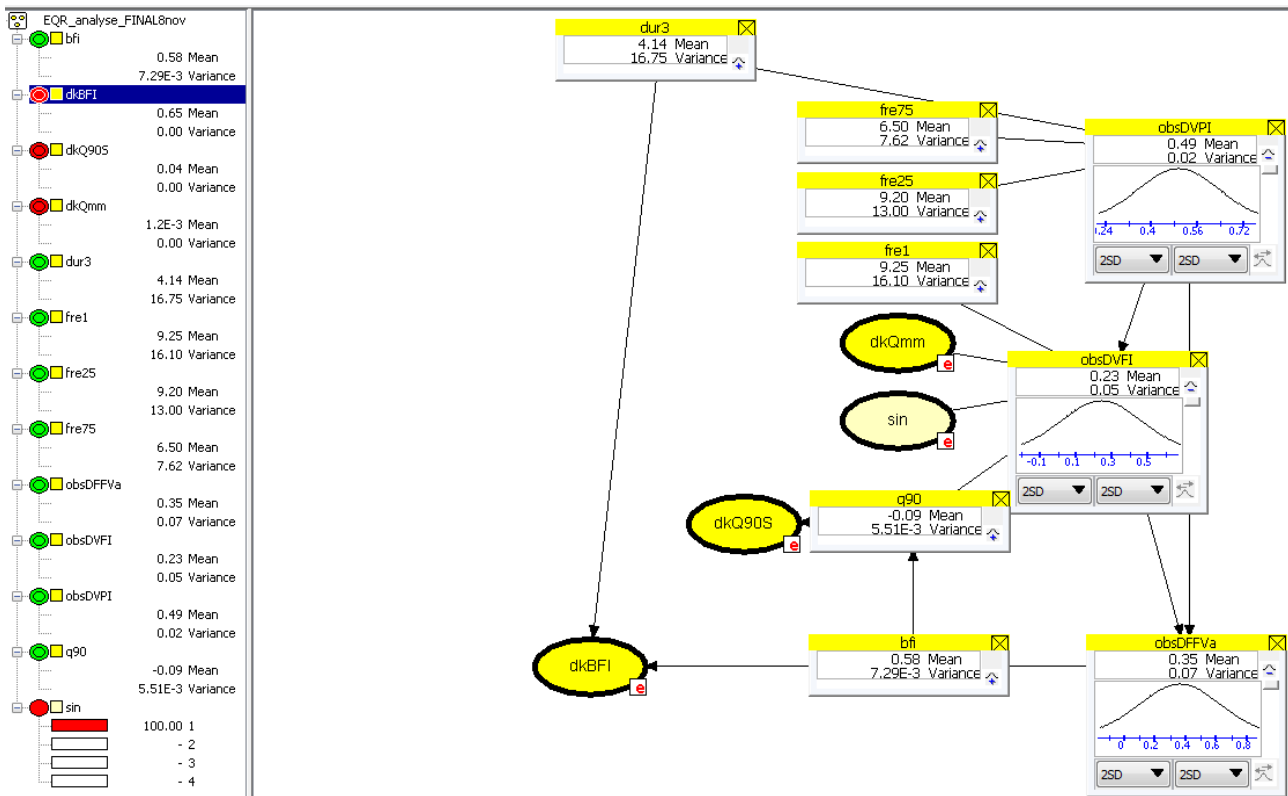 EQR_analyse_FINAL8nov
bfi
0.58 Mean
7.29E-3 Variance
dkBFI
0.65 Mean
0.00 Variance
dkQ90S
0.04 Mean
0.00 Variance
dkQmm
1.2E-3 Mean
0.00 Variance
dur3
4.14 Mean
16.75 Variance
fre1
9.25 Mean
16.10 Variance
fre25
9.20 Mean
13.00 Variance
fre75
6.50 Mean
7.62 Variance
obsDFFVa
0.35 Mean
0.07 Variance
obsDVFI
0.23 Mean
0.05 Variance
obsDVPI
0.49 Mean
0.02 Variance
q90
-0.09 Mean
5.51E-3 Variance
sin
100.00 1
- 2
- 3
- 4
dur3
4.14 Mean
16.75 Variance
fre75
6.50 Mean
7.62 Variance
fre25
9.20 Mean
13.00 Variance
fre1
9.25 Mean
16.10 Variance
obsDVPI
0.49 Mean
0.02 Variance
0.24 0.4 0.56 0.72
2SD 2SD
dkQmm
e
sin
e
obsDVFI
0.23 Mean
0.05 Variance
-0.1 0.1 0.3 0.5
2SD 2SD
dkQ90S
e
q90
-0.09 Mean
5.51E-3 Variance
dkBFI
e
bfi
0.58 Mean
7.29E-3 Variance
obsDFFVa
0.35 Mean
0.07 Variance
0 0.2 0.4 0.6 0.8
2SD 2SD